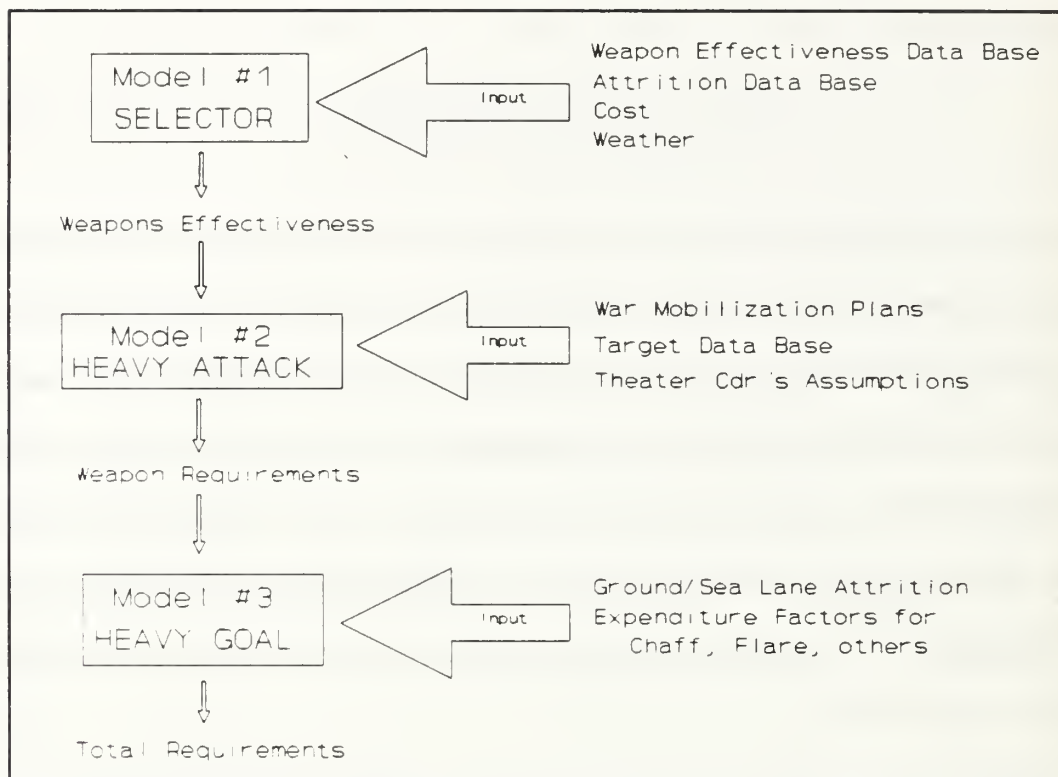 Model #1
SELECTOR
Input
Weapon Effectiveness Data Base
Attrition Data Base
Cost
Weather
Weapons Effectiveness
Model #2
HEAVY ATTACK
Input
War Mobilization Plans
Target Data Base
Theater Cdr's Assumptions
Weapon Requirements
Model #3
HEAVY GOAL
Input
Ground/Sea Lane Attrition
Expenditure Factors for
Chaff, Flare, others
Total Requirements